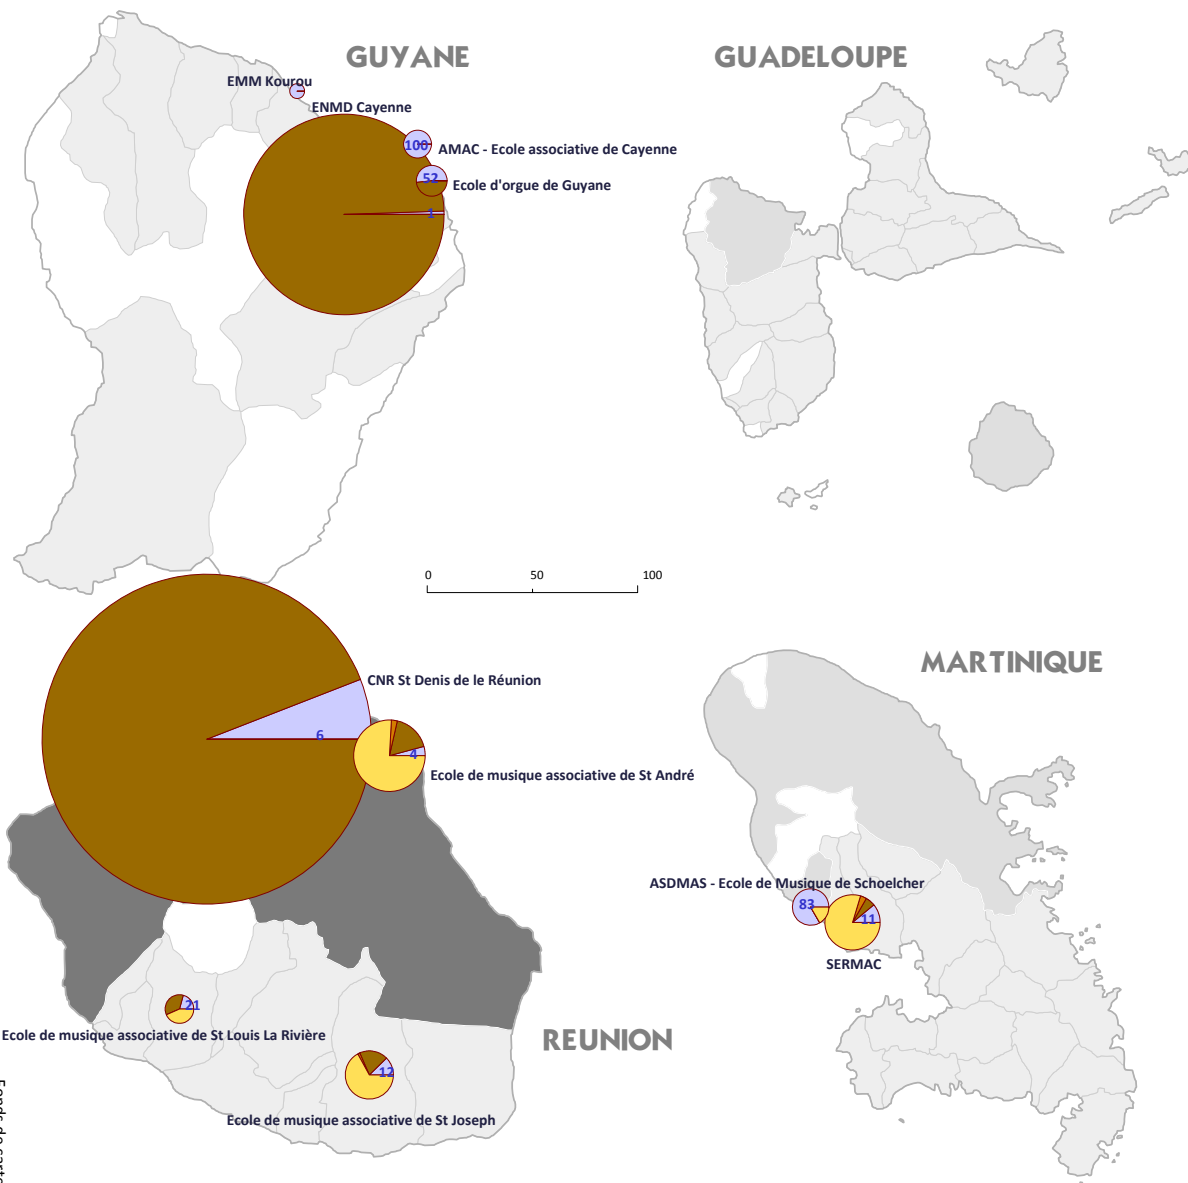 GUYANE
GUADELOUPE
EMM Kourou
ENMD Cayenne
100
AMAC - Ecole associative de Cayenne
52
Ecole d'orgue de Guyane
1
0 50 100
MARTINIQUE
CNR St Denis de le Réunion
6
4
Ecole de musique associative de St André
ASDMAS - Ecole de Musique de Schoelcher
83
11
SERMAC
21
Ecole de musique associative de St Louis La Rivière
REUNION
12
Ecole de musique associative de St Joseph
Fonds de carte